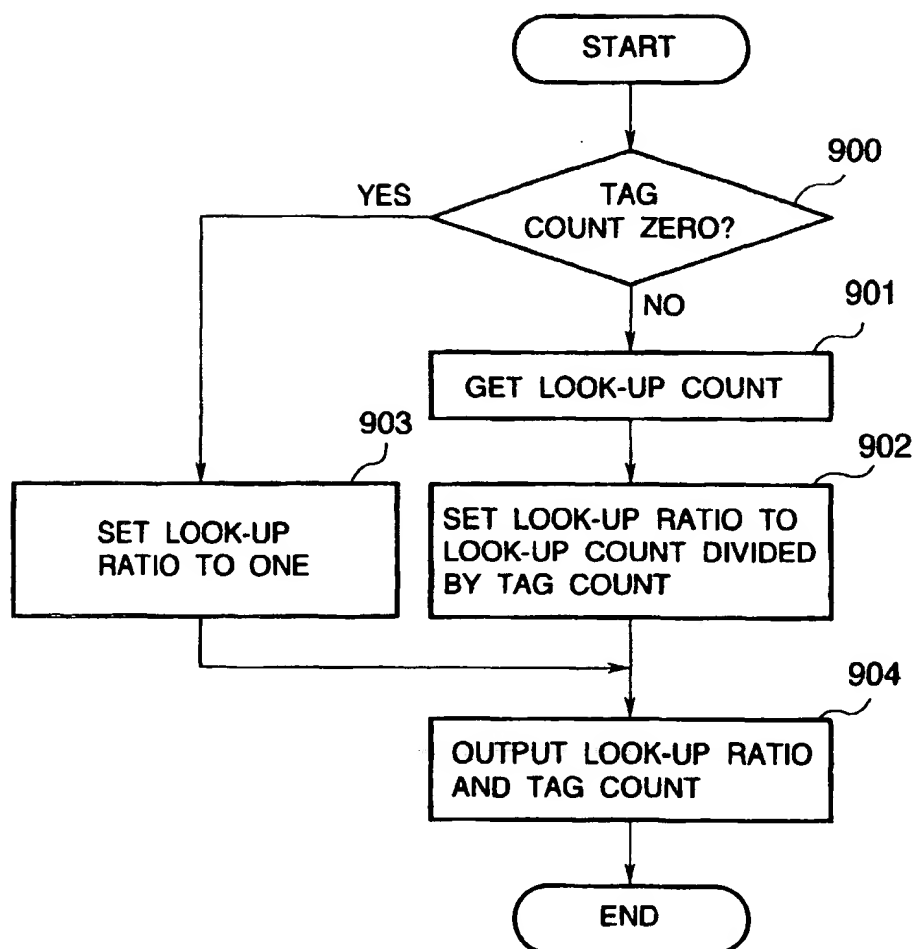 START
900
TAG
COUNT ZERO?
YES
NO
901
GET LOOK-UP COUNT
903
SET LOOK-UP
RATIO TO ONE
902
SET LOOK-UP RATIO TO
LOOK-UP COUNT DIVIDED
BY TAG COUNT
904
OUTPUT LOOK-UP RATIO
AND TAG COUNT
END